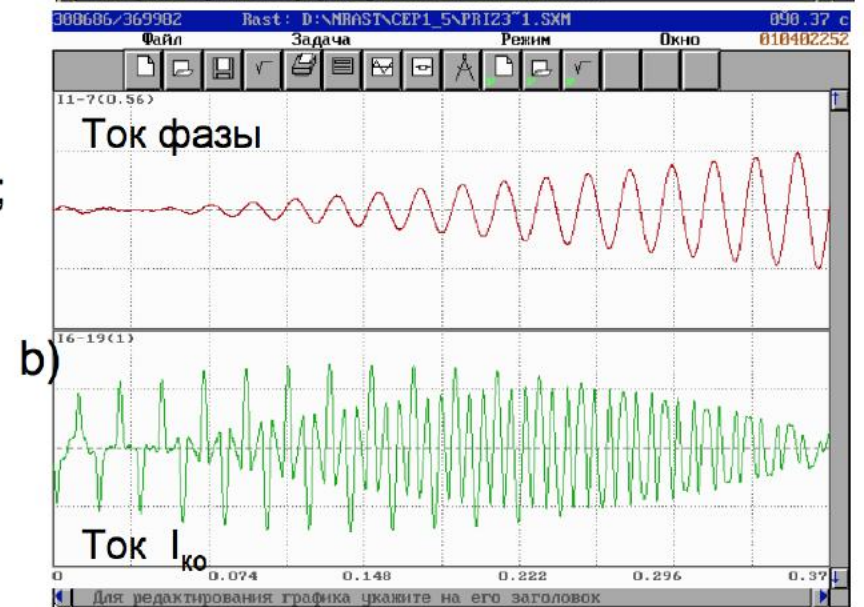 308686/369982 Rast: D:\NRAST\CEP1_5\PRIZ3~1.SXM 0.37 с
Файл Задача Режим Окно 010402252
I1-7(0.56)
Ток фазы
b)
I6-19(1)
Ток Iко
0 0.074 0.148 0.222 0.296 0.37
Для редактирования графика укажите на его заголовок